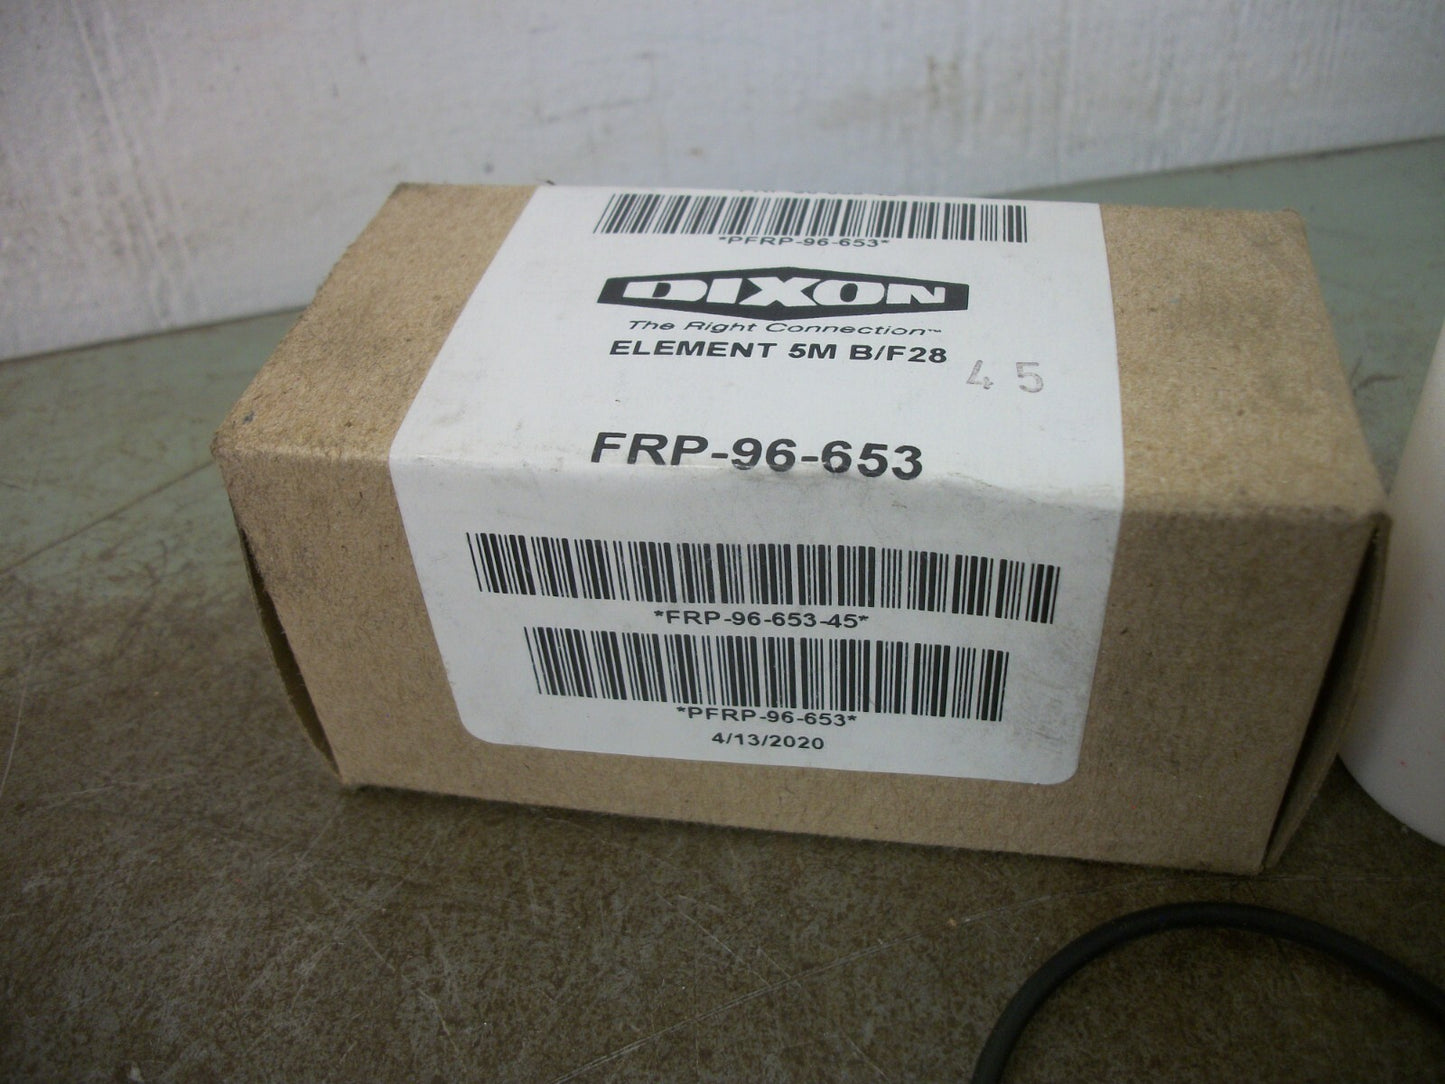 *PFRP-96-653*
DIXON
The Right Connection™
ELEMENT 5M B/F28
45
FRP-96-653
*FRP-96-653-45*
*PFRP-96-653*
4/13/2020